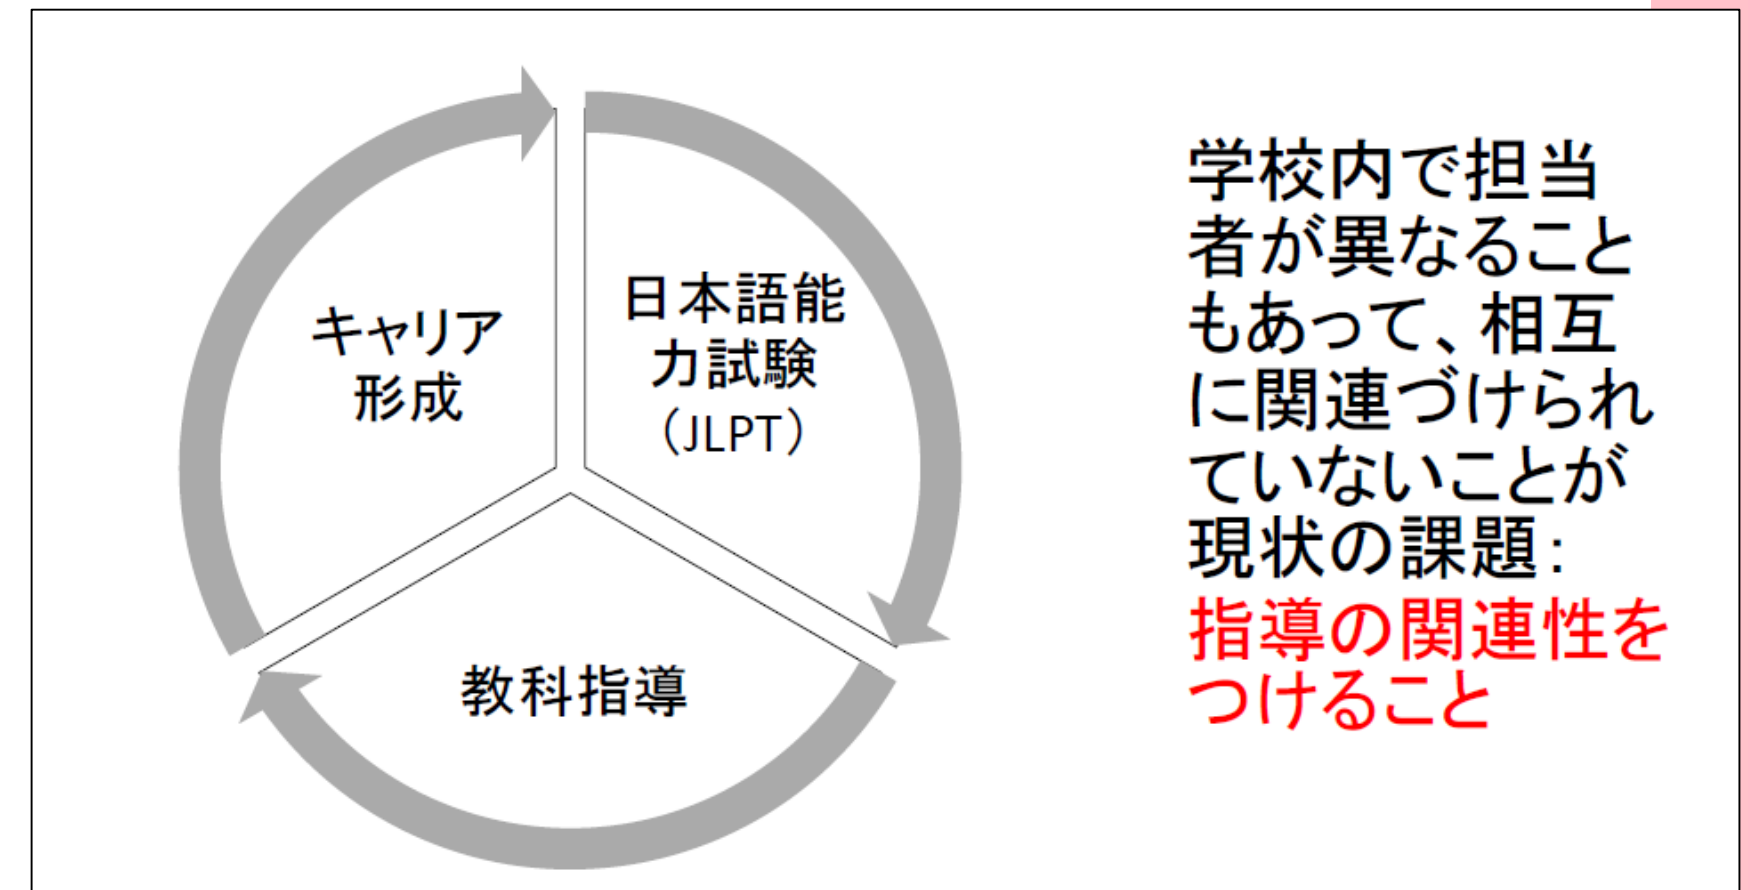 キャリア
形成
日本語能
力試験
（JLPT）
教科指導
学校内で担当
者が異なること
もあって、相互
に関連づけられ
ていないことが
現状の課題：
指導の関連性を
つけること